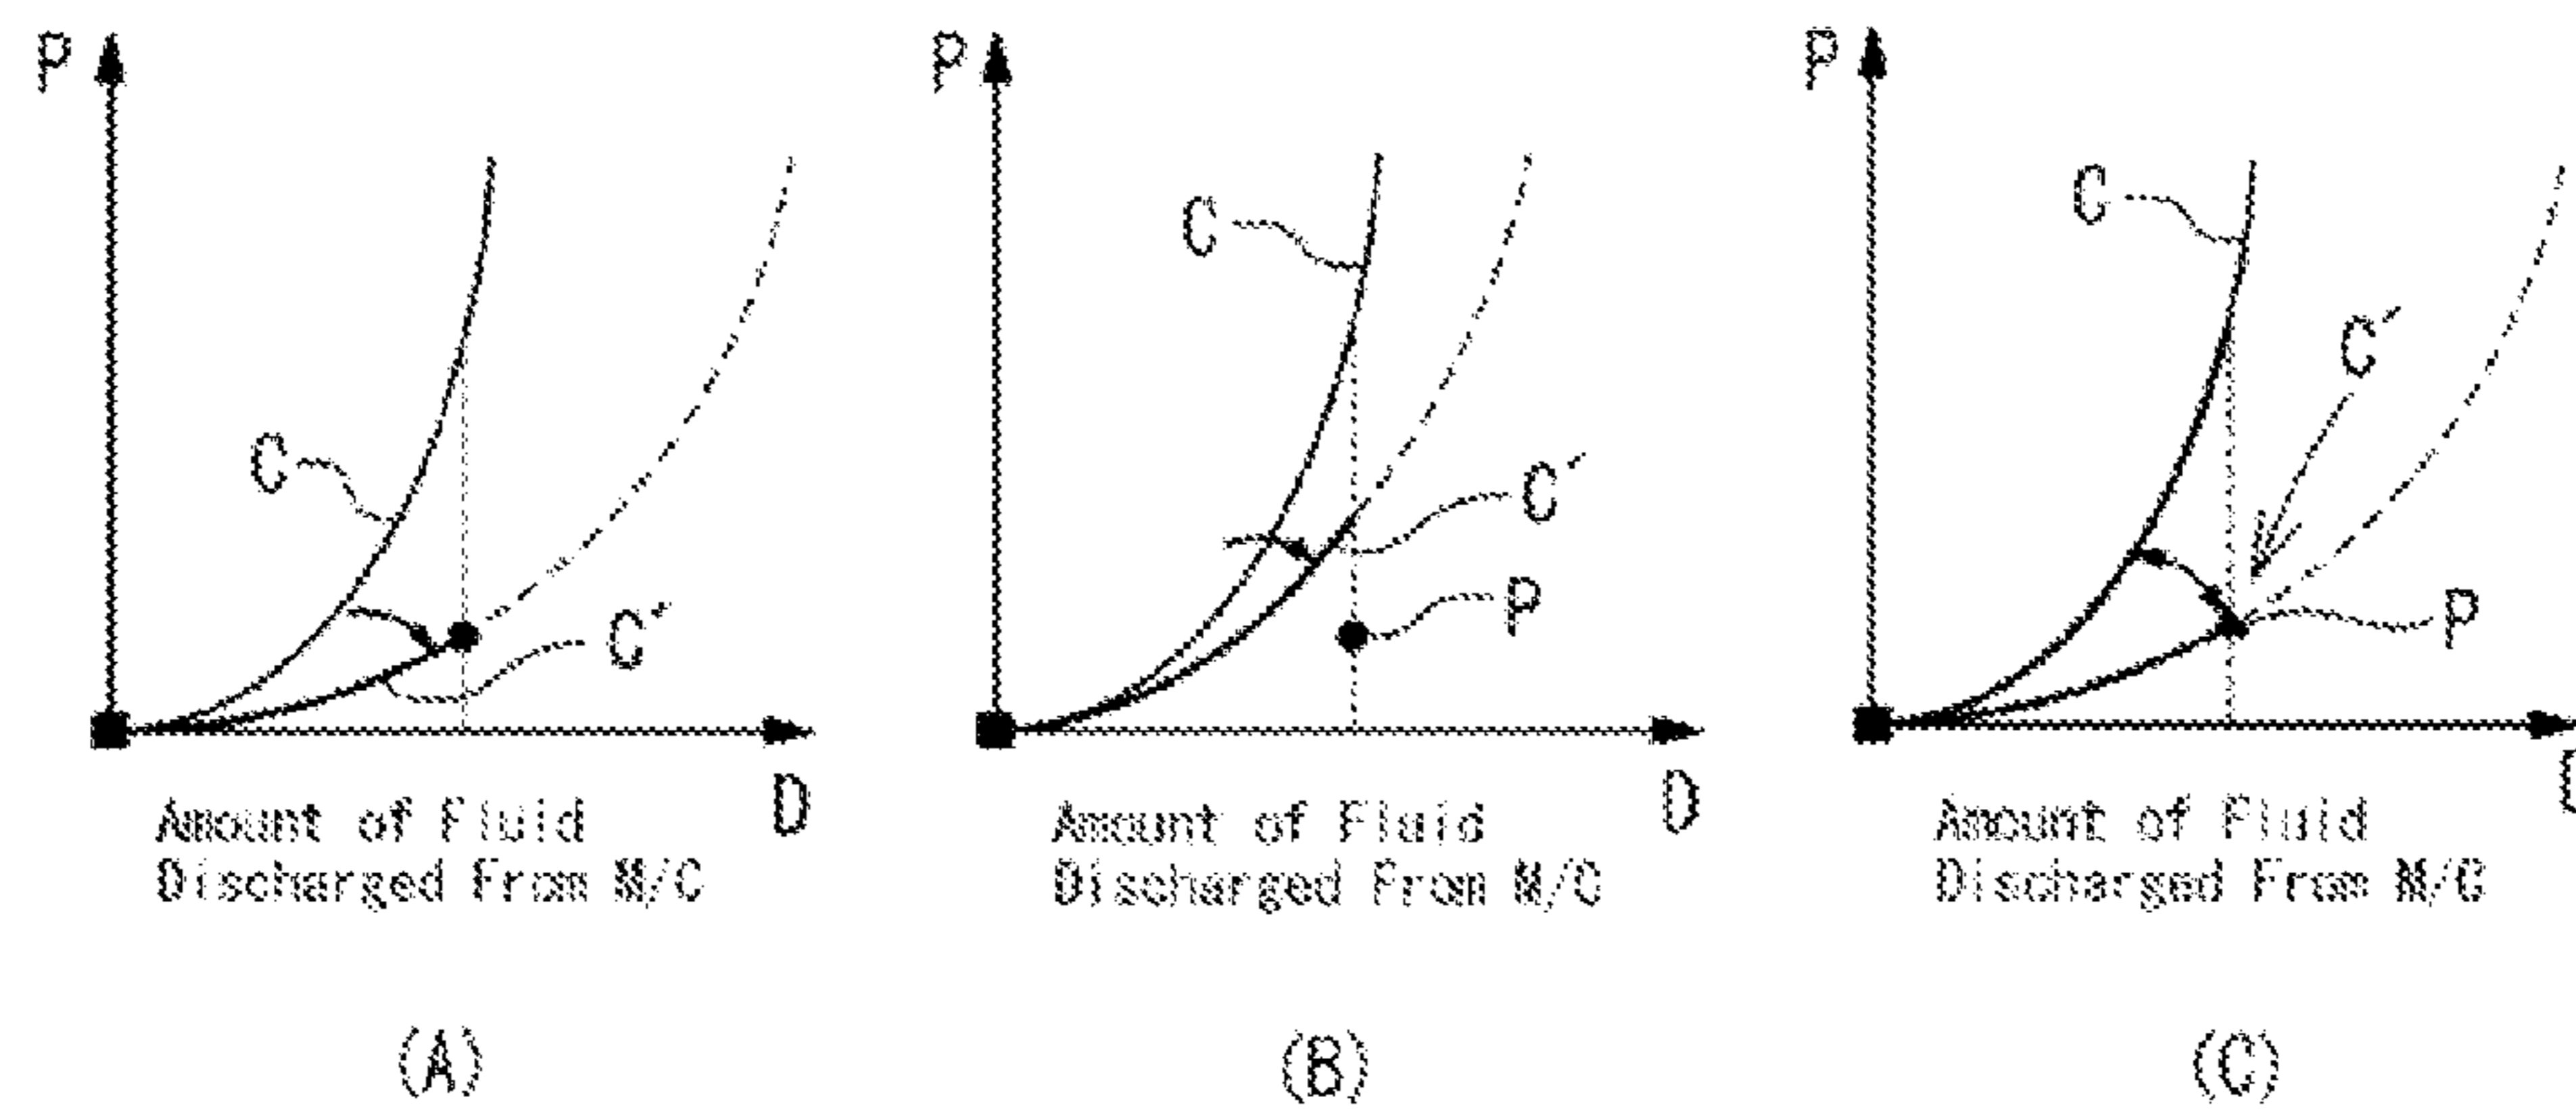 P
C
C´
D
Amount of Fluid
Discharged From M/C
(A)
P
C
C´
P
D
Amount of Fluid
Discharged From M/C
(B)
P
C
C´
P
Amount of Fluid
Discharged From M/C
(C)